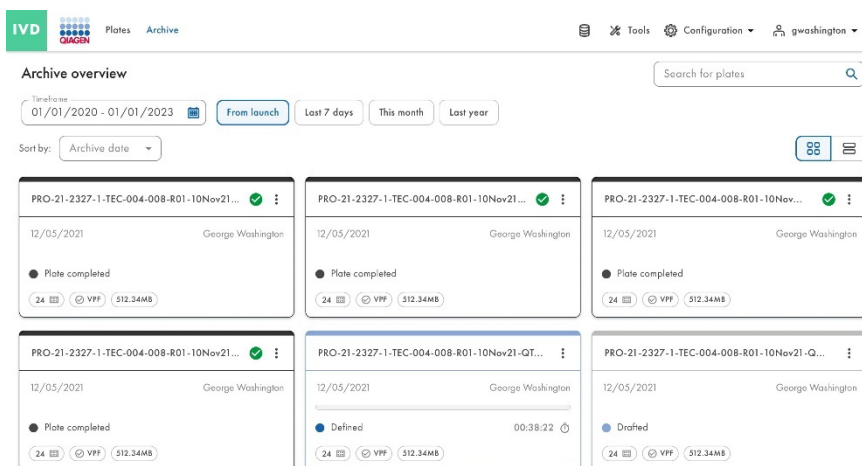 IVD
QIAGEN
Plates
Archive
Tools
Configuration
gwashington
Archive overview
Search for plates
Timeframe
01/01/2020 - 01/01/2023
From launch
Last 7 days
This month
Last year
Sort by:
Archive date
PRO-21-2327-1-TEC-004-008-R01-10Nov21...
12/05/2021
George Washington
Plate completed
24
VPF
512.34MB
PRO-21-2327-1-TEC-004-008-R01-10Nov21...
12/05/2021
George Washington
Plate completed
24
VPF
512.34MB
PRO-21-2327-1-TEC-004-008-R01-10Nov...
12/05/2021
George Washington
Plate completed
24
VPF
512.34MB
PRO-21-2327-1-TEC-004-008-R01-10Nov21...
12/05/2021
George Washington
Plate completed
24
VPF
512.34MB
PRO-21-2327-1-TEC-004-008-R01-10Nov21-QT...
12/05/2021
George Washington
Defined
00:38:22
24
VPF
512.34MB
PRO-21-2327-1-TEC-004-008-R01-10Nov21-Q...
12/05/2021
George Washington
Drafted
24
VPF
512.34MB